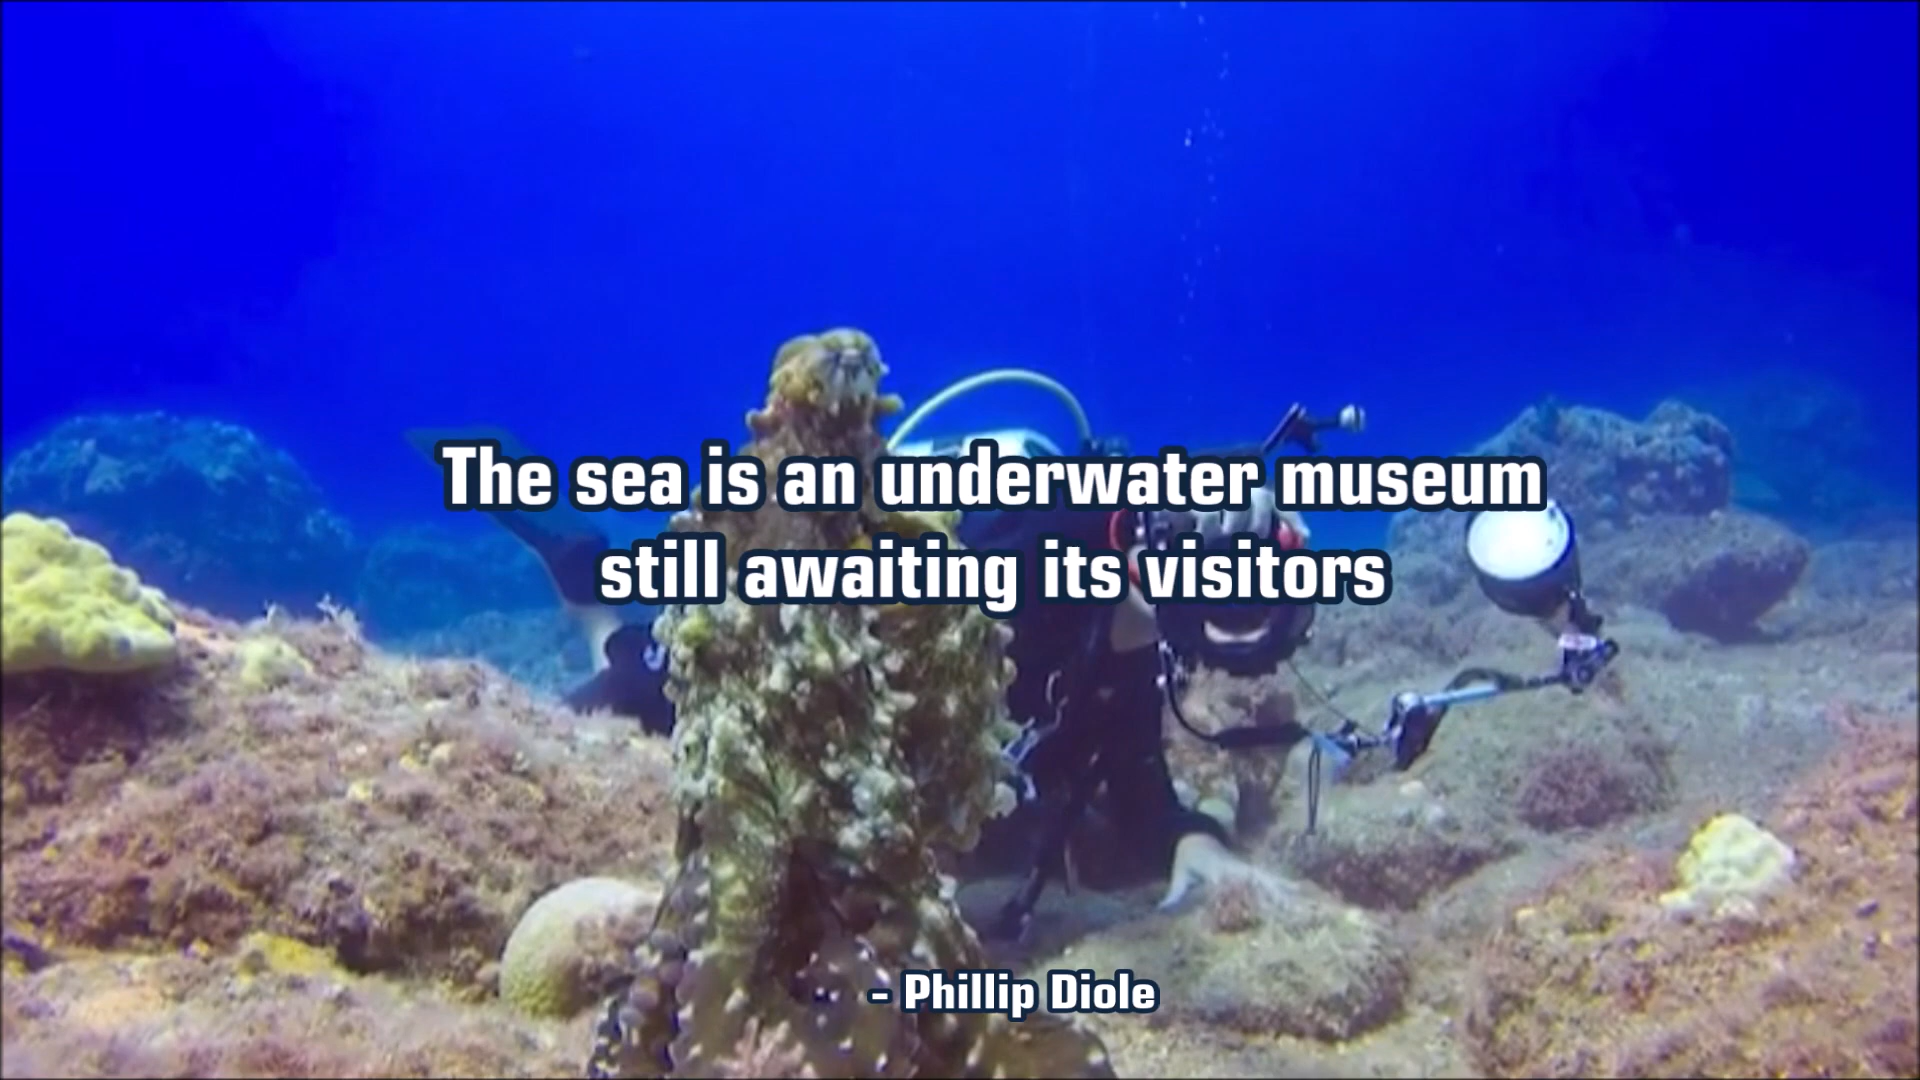 The sea is an underwater museum
still awaiting its visitors
- Phillip Diole